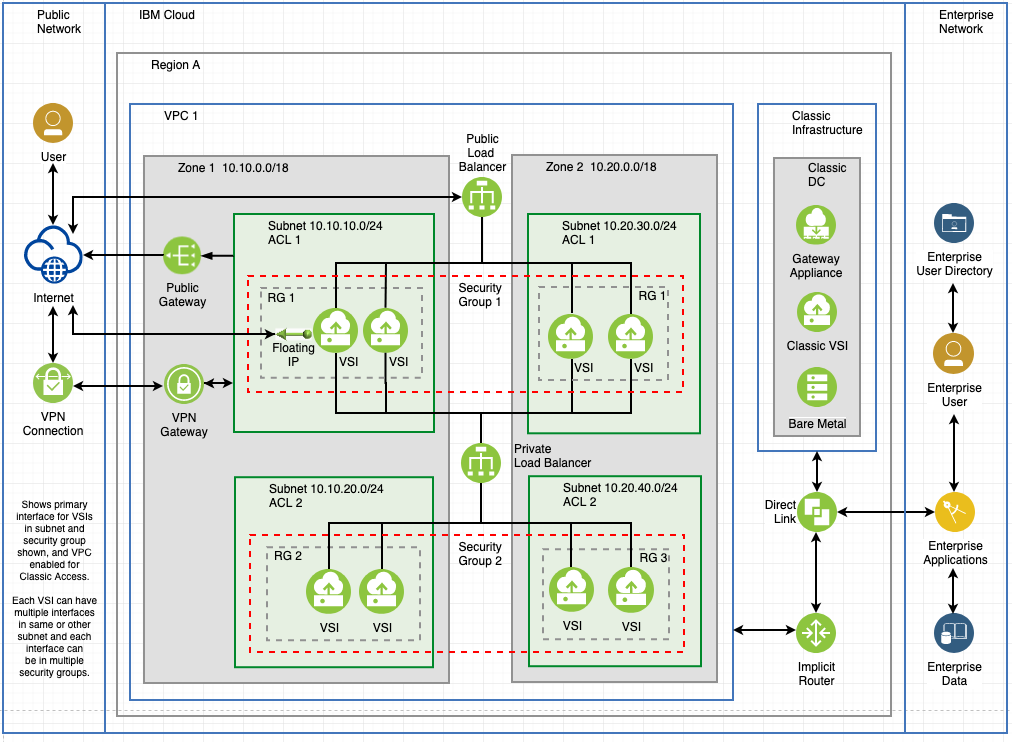 Public
Network
IBM Cloud
Enterprise
Network
Region A
VPC 1
Classic
Infrastructure
User
Public
Load
Balancer
Zone 1  10.10.0.0/18
Zone 2  10.20.0.0/18
Classic
DC
Subnet 10.10.10.0/24
ACL 1
Subnet 10.20.30.0/24
ACL 1
Gateway
Appliance
Enterprise
User Directory
Internet
Public
Gateway
Security
Group 1
RG 1
RG 1
Floating
IP
VSI
VSI
VSI
VSI
Classic VSI
Enterprise
User
VPN
Connection
VPN
Gateway
Bare Metal
Private
Load Balancer
Subnet 10.10.20.0/24
ACL 2
Subnet 10.20.40.0/24
ACL 2
Direct
Link
Shows primary
interface for VSIs
in subnet and
security group
shown, and VPC
enabled for
Classic Access.
Each VSI can have
multiple interfaces
in same or other
subnet and each
interface can
be in multiple
security groups.
Security
Group 2
RG 2
RG 3
VSI
VSI
VSI
VSI
Enterprise
Applications
Implicit
Router
Enterprise
Data